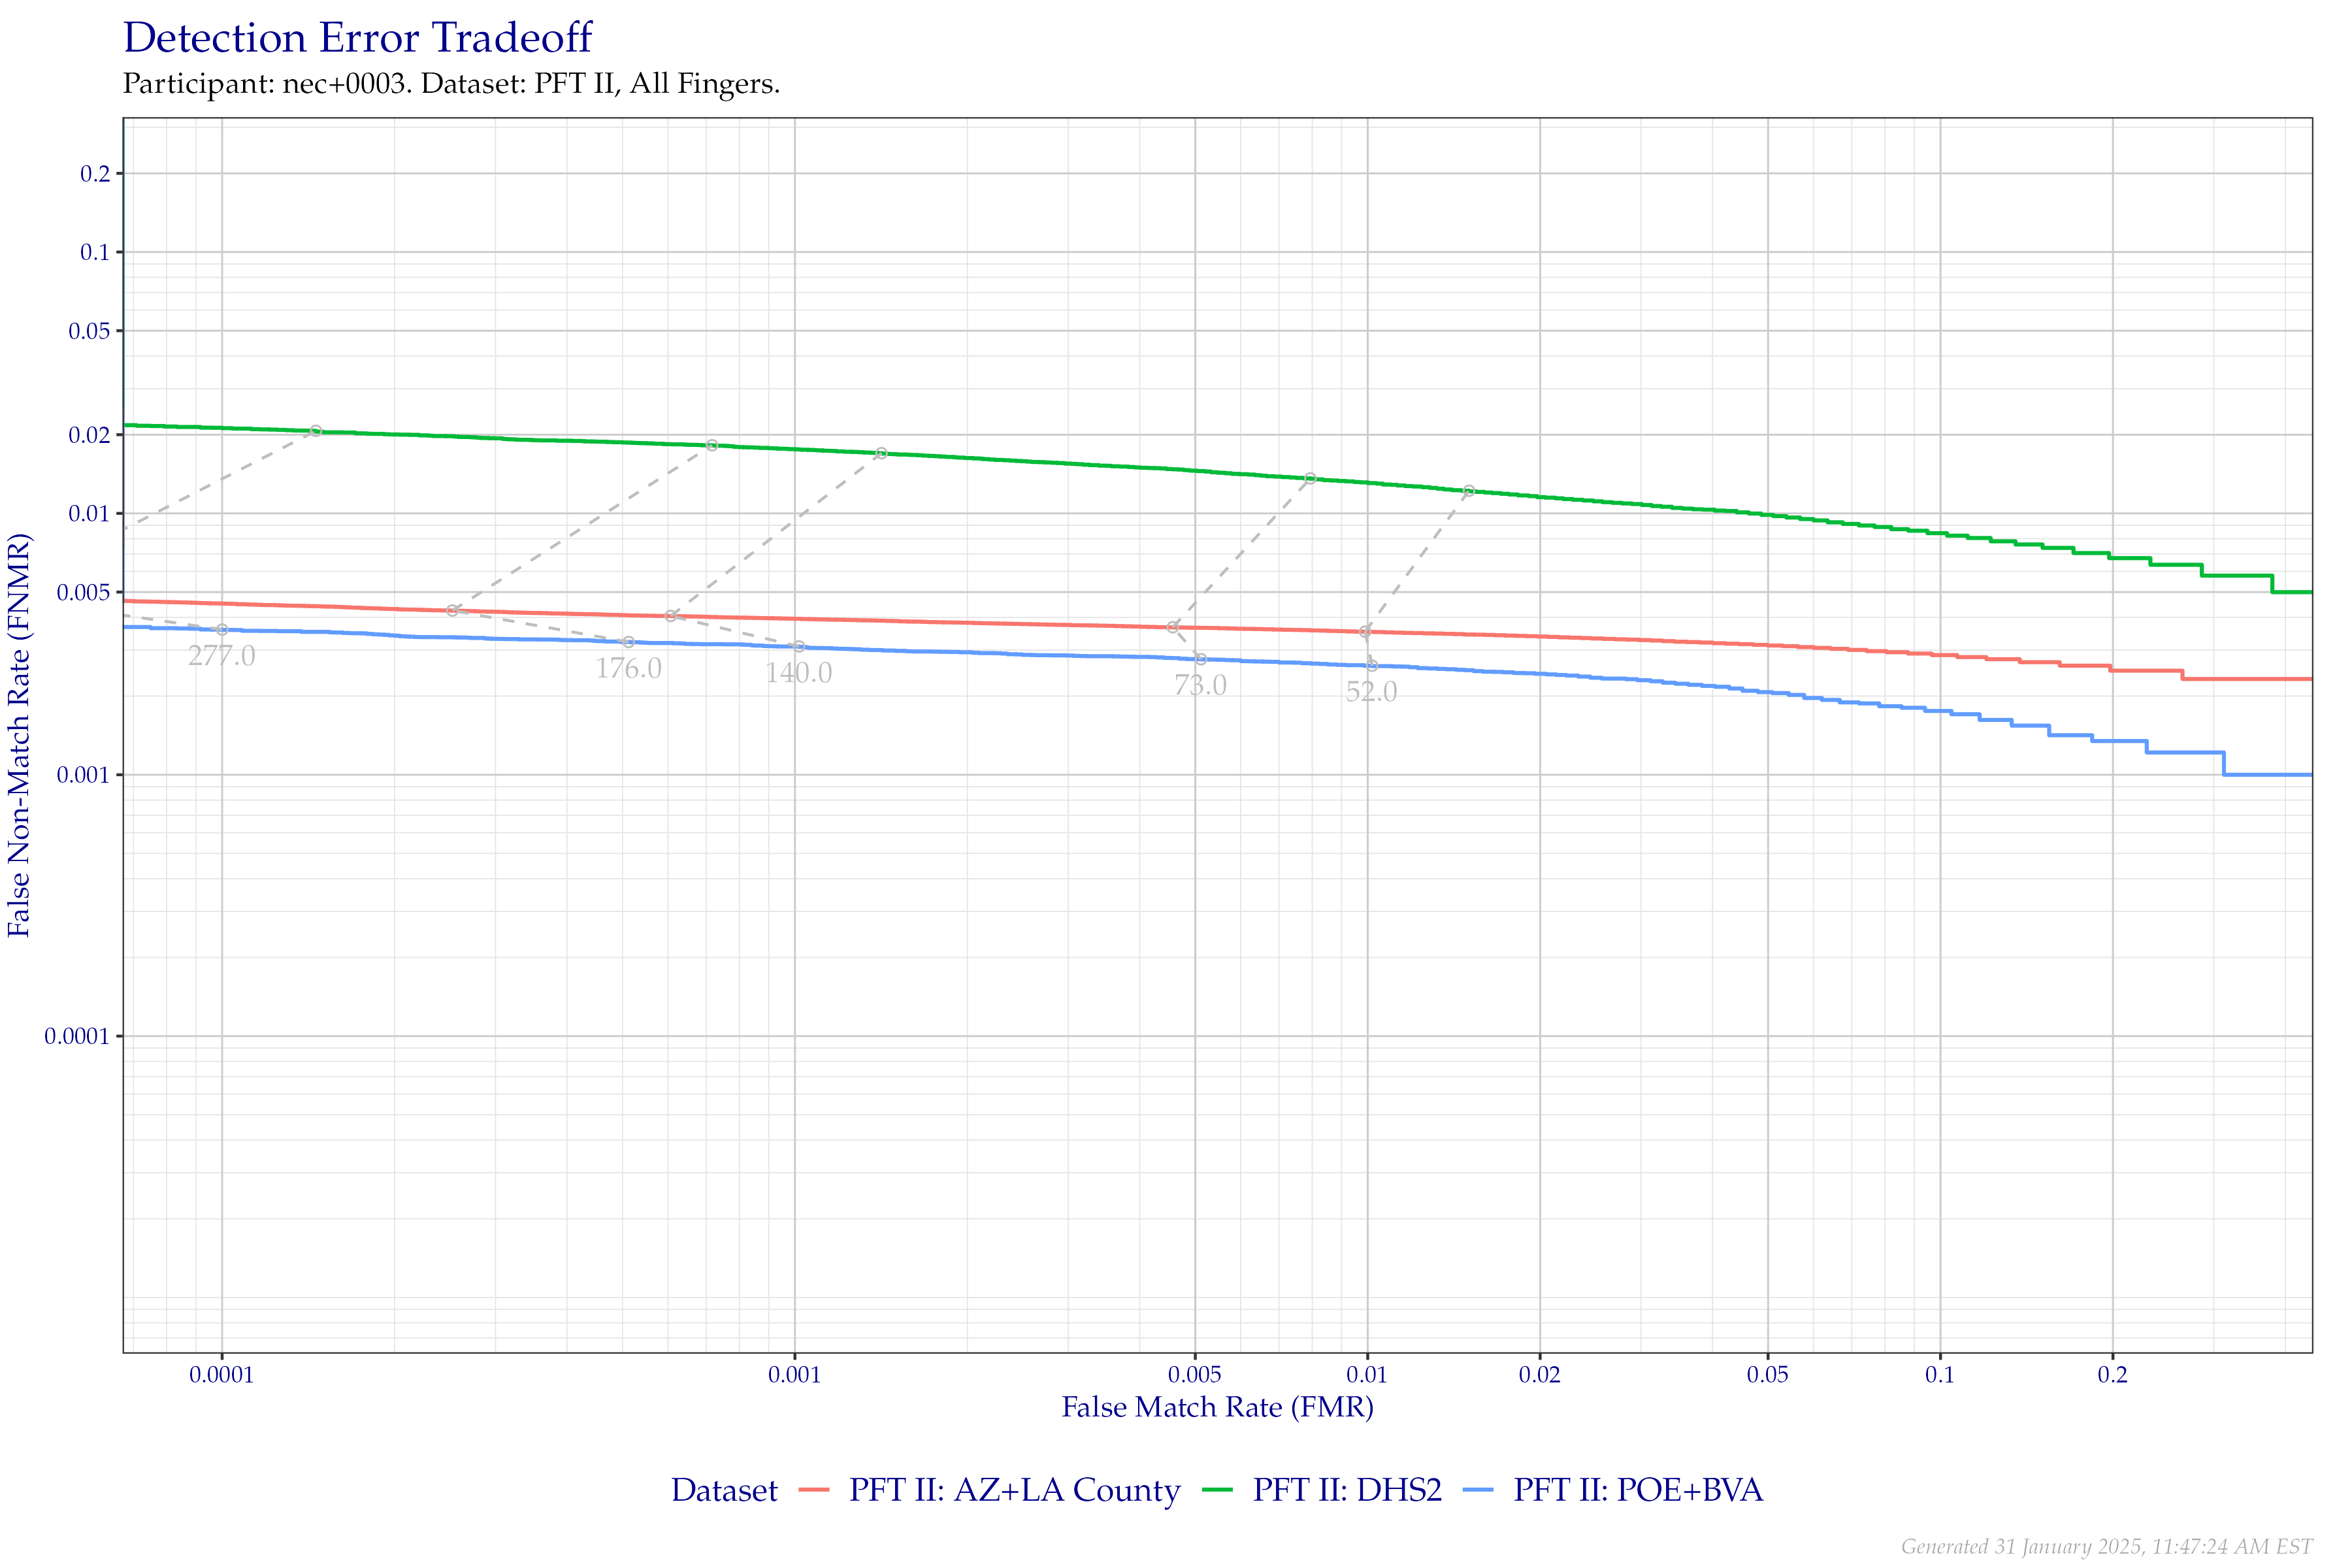 Detection Error Tradeoff
Participant: nec+0003. Dataset: PFT II, All Fingers.
False Non-Match Rate (FNMR)
0.2
0.1
0.05
0.02
0.01
0.005
0.001
0.0001
277.0
176.0
140.0
73.0
52.0
0.0001 0.001 0.005 0.01 0.02 0.05 0.1 0.2
False Match Rate (FMR)
Dataset PFT II: AZ+LA County PFT II: DHS2 PFT II: POE+BVA
Generated 31 January 2025, 11:47:24 AM EST